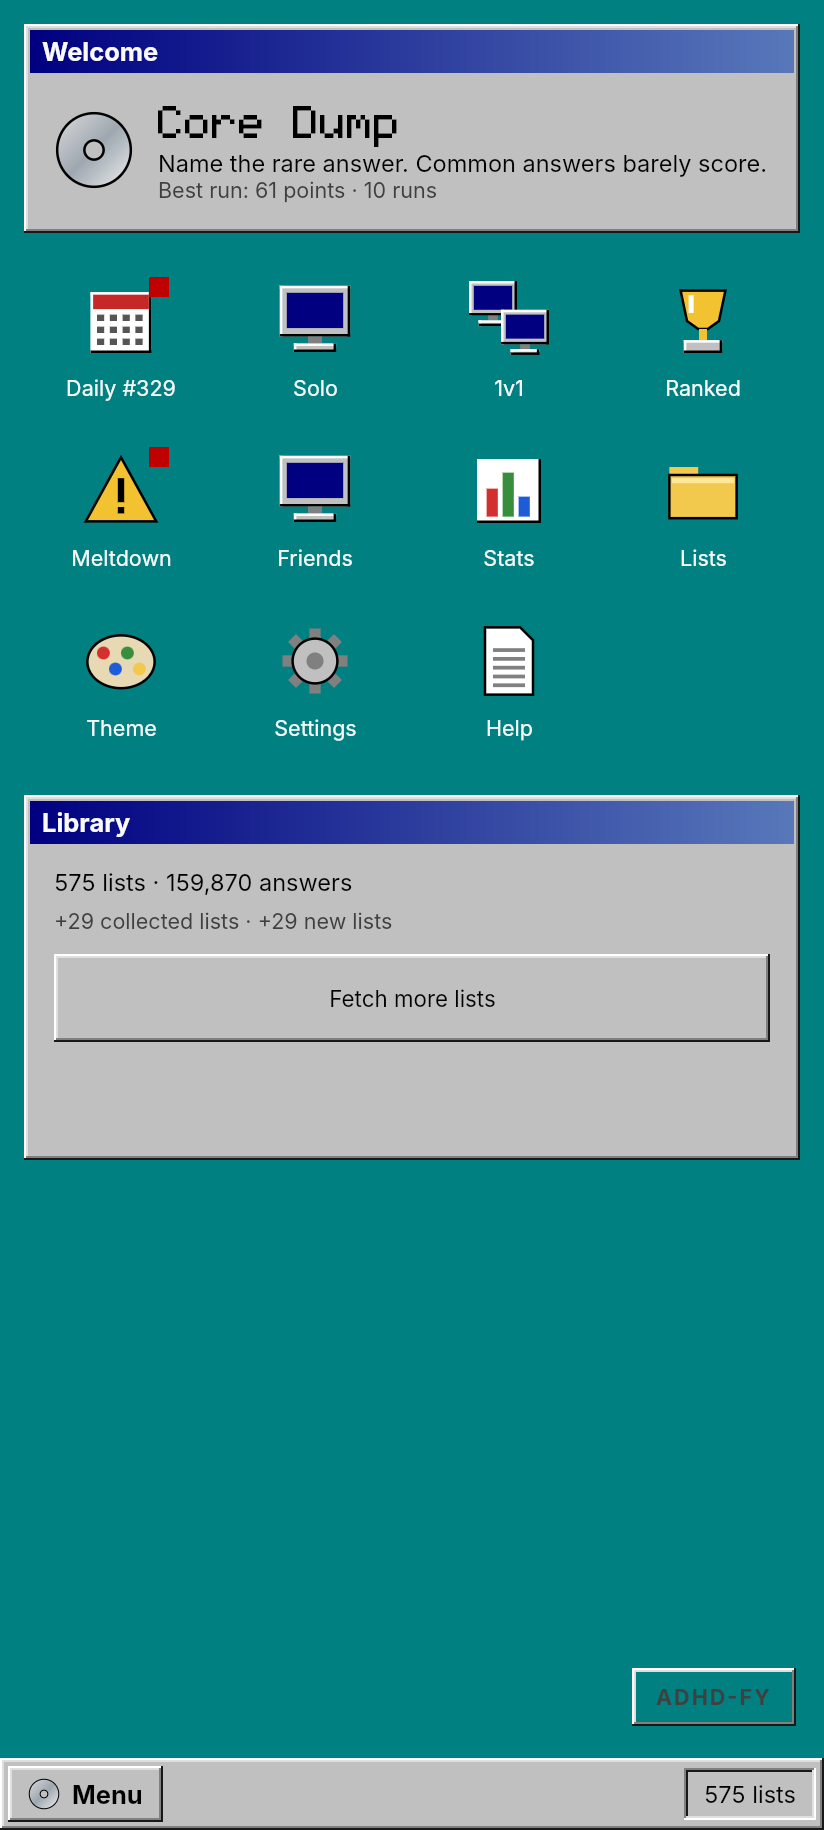 Welcome
Core Dump
Name the rare answer. Common answers barely score.
Best run: 61 points · 10 runs
Daily #329
Solo
1v1
Ranked
Meltdown
Friends
Stats
Lists
Theme
Settings
Help
Library
575 lists · 159,870 answers
+29 collected lists · +29 new lists
Fetch more lists
ADHD-FY
Menu
575 lists